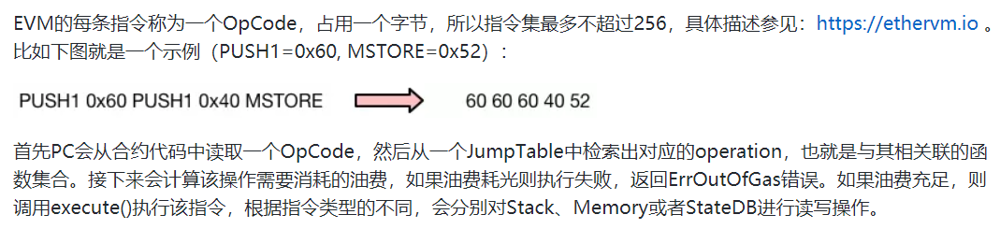 EVM的每条指令称为一个OpCode，占用一个字节，所以指令集最多不超过256，具体描述参见：https://ethervm.io 。
比如下图就是一个示例（PUSH1=0x60, MSTORE=0x52）：
PUSH1 0x60 PUSH1 0x40 MSTORE 60 60 60 40 52
首先PC会从合约代码中读取一个OpCode，然后从一个JumpTable中检索出对应的operation，也就是与其相关联的函
数集合。接下来会计算该操作需要消耗的油费，如果油费耗光则执行失败，返回ErrOutOfGas错误。如果油费充足，则
调用execute()执行该指令，根据指令类型的不同，会分别对Stack、Memory或者StateDB进行读写操作。